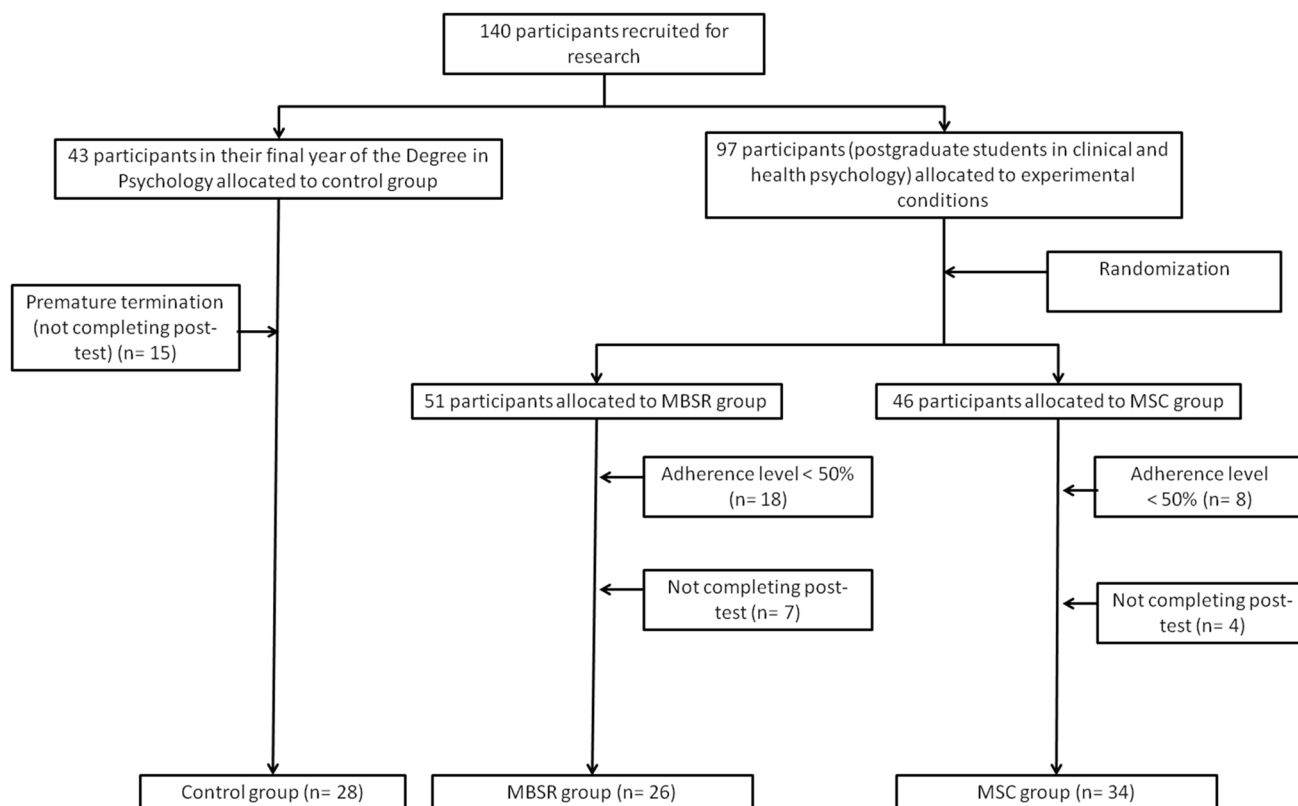 140 participants recruited for
research
43 participants in their final year of the Degree in
Psychology allocated to control group
97 participants (postgraduate students in clinical and
health psychology) allocated to experimental
conditions
Randomization
Premature termination
(not completing post-
test) (n= 15)
51 participants allocated to MBSR group
46 participants allocated to MSC group
Adherence level < 50%
(n= 18)
Adherence level
< 50% (n= 8)
Not completing post-
test (n= 7)
Not completing post-
test (n= 4)
Control group (n= 28)
MBSR group (n= 26)
MSC group (n= 34)